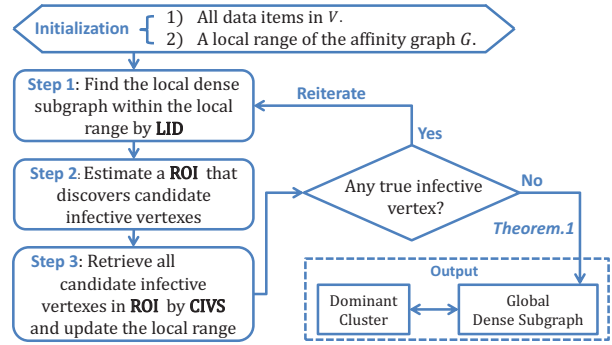 Initialization
1) All data items in V.
2) A local range of the affinity graph G.
Step 1: Find the local dense
subgraph within the local
range by LID
Reiterate
Yes
Step 2: Estimate a ROI that
discovers candidate
infective vertexes
Any true infective
vertex?
No
Theorem.1
Step 3: Retrieve all
candidate infective
vertexes in ROI by CIVS
and update the local range
Output
Dominant
Cluster
Global
Dense Subgraph